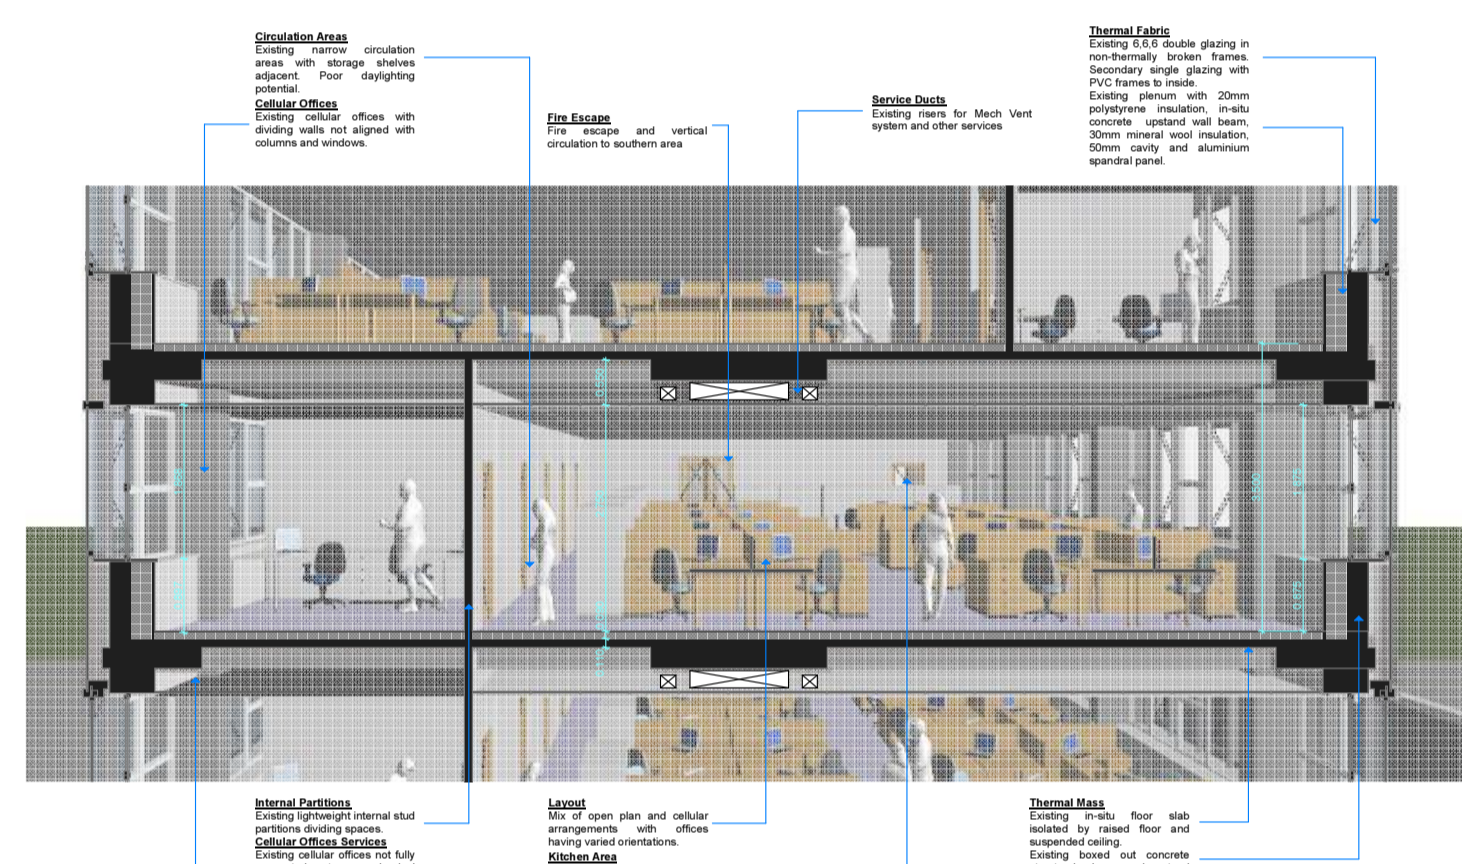 Circulation Areas
Existing narrow circulation
areas with storage shelves
adjacent. Poor daylighting
potential.
Cellular Offices
Existing cellular offices with
dividing walls not aligned with
columns and windows.
Fire Escape
Fire escape and vertical
circulation to southern area
Service Ducts
Existing risers for Mech Vent
system and other services
Thermal Fabric
Existing 6,6,6 double glazing in
non-thermally broken frames.
Secondary single glazing with
PVC frames to inside.
Existing plenum with 20mm
polystyrene insulation, in-situ
concrete upstand wall beam,
30mm mineral wool insulation,
50mm cavity and aluminium
spandral panel.
0.550
0.110
0.875
Internal Partitions
Existing lightweight internal stud
partitions dividing spaces.
Cellular Offices Services
Existing cellular offices not fully
Layout
Mix of open plan and cellular
arrangements with offices
having varied orientations.
Kitchen Area
Thermal Mass
Existing in-situ floor slab
isolated by raised floor and
suspended ceiling.
Existing boxed out concrete